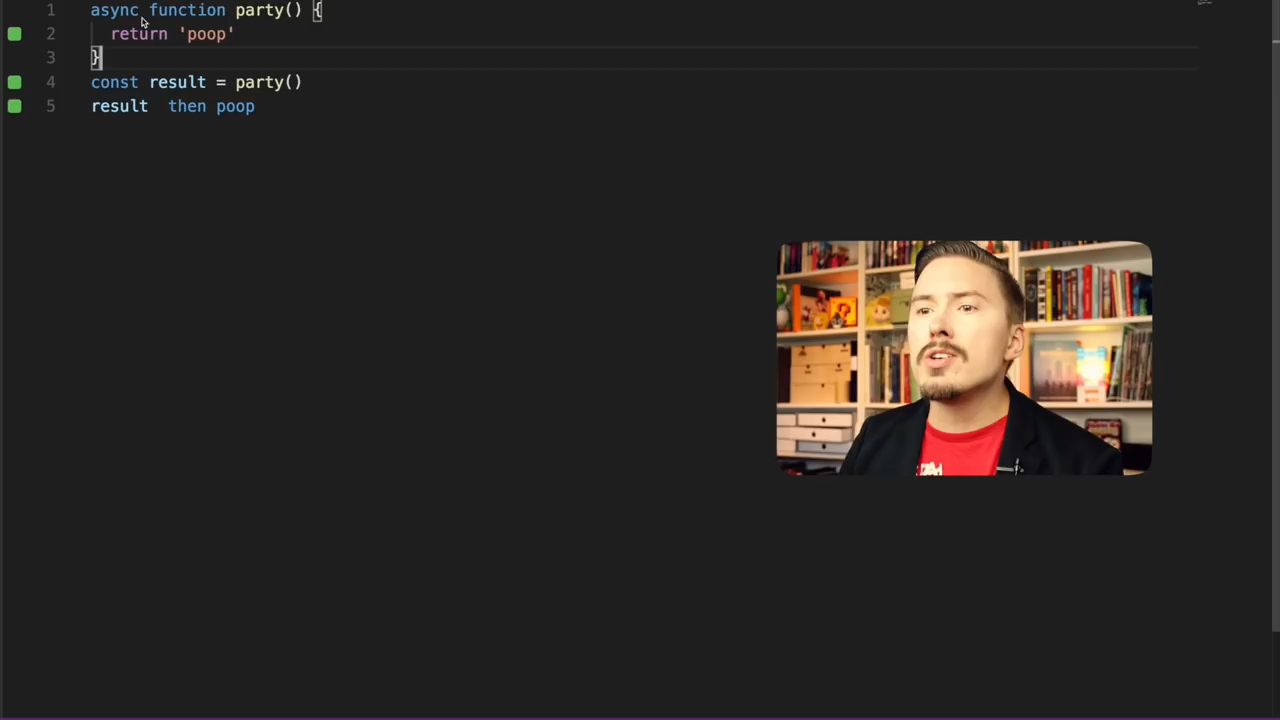 1 async function party() {
2 return 'poop'
3 }
4 const result = party()
5 result then poop